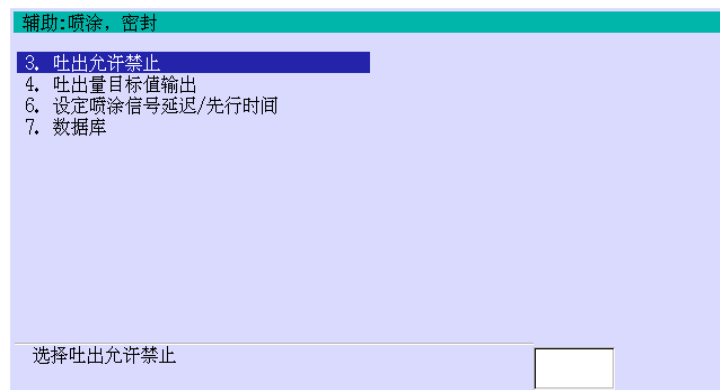 辅助:喷涂, 密封
3. 吐出允许禁止
4. 吐出量目标值输出
6. 设定喷涂信号延迟/先行时间
7. 数据库
选择吐出允许禁止